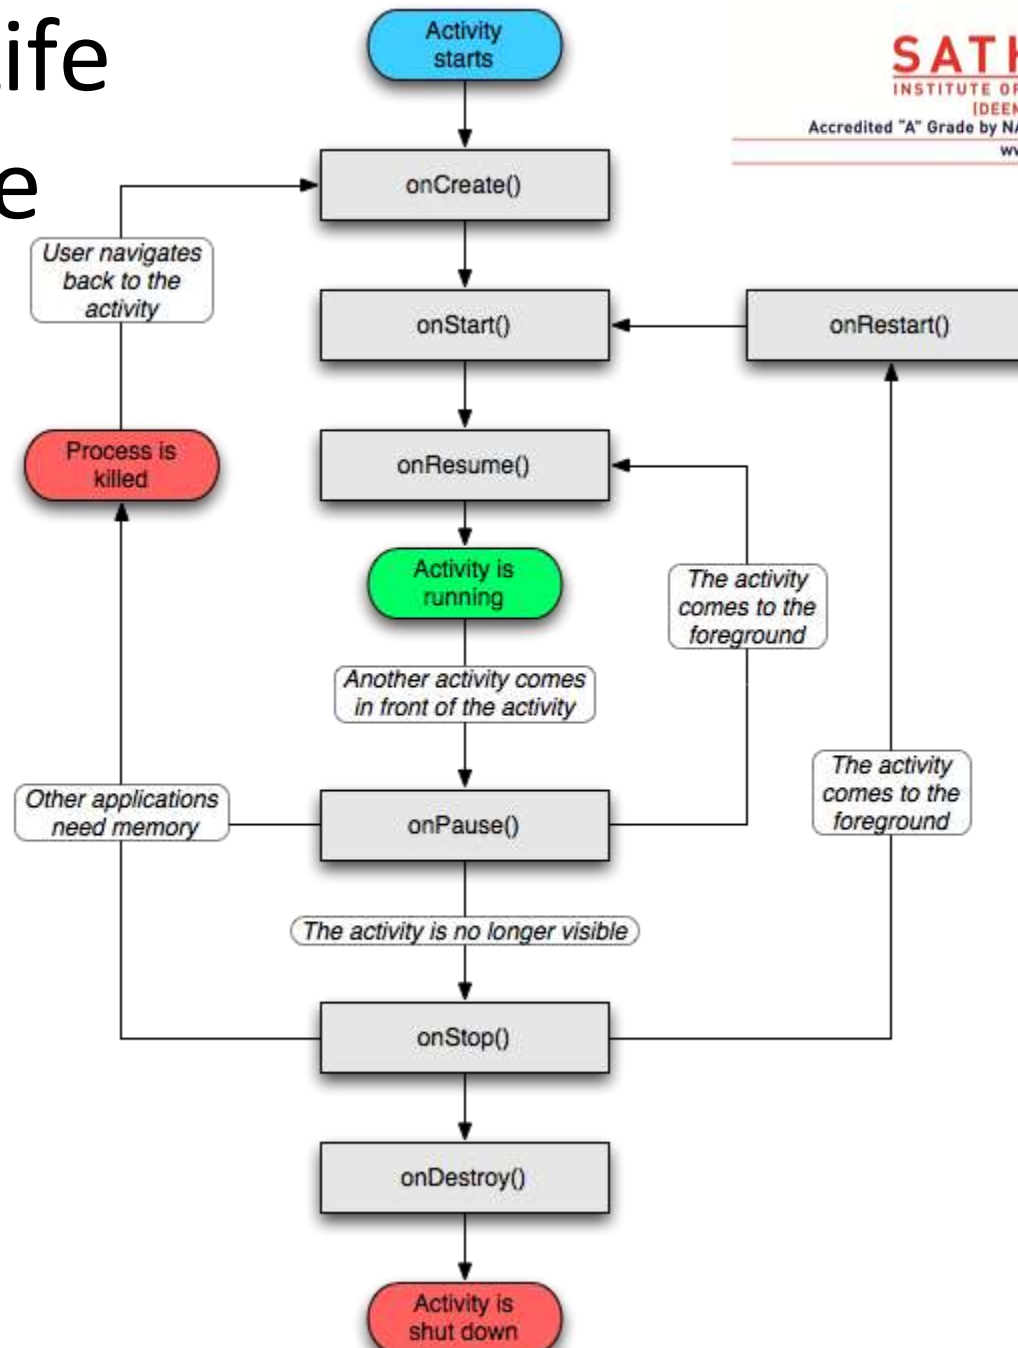 ife
e
SATH
INSTITUTE OF
(DEEM
Accredited "A" Grade by NA
ww
Activity
starts
onCreate()
User navigates
back to the
activity
onStart()
onRestart()
Process is
killed
onResume()
Activity is
running
The activity
comes to the
foreground
Another activity comes
in front of the activity
The activity
comes to the
foreground
Other applications
need memory
onPause()
The activity is no longer visible
onStop()
onDestroy()
Activity is
shut down